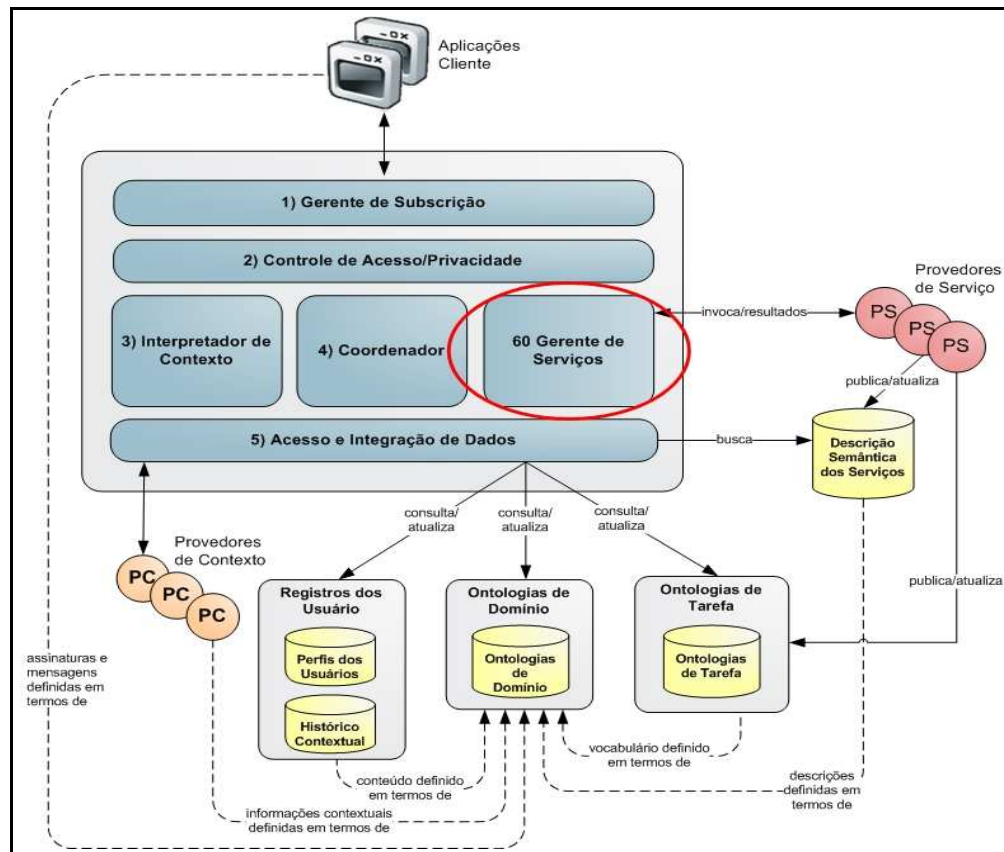 Aplicações
Cliente
1) Gerente de Subscrição
2) Controle de Acesso/Privacidade
3) Interpretador de
Contexto
4) Coordenador
60 Gerente de
Serviços
5) Acesso e Integração de Dados
invoca/resultados
Provedores
de Serviço
PS
PS
PS
publica/atualiza
busca
Descrição
Semântica
dos Serviços
publica/atualiza
Provedores
de Contexto
PC
PC
PC
consulta/
atualiza
consulta/
atualiza
consulta/
atualiza
Registros dos
Usuário
Perfis dos
Usuários
Histórico
Contextual
Ontologias de
Domínio
Ontologias
de
Domínio
Ontologias de
Tarefa
Ontologias
de Tarefa
assinaturas e
mensagens
definidas em
termos de
vocabulário definido
em termos de
conteúdo definido
em termos de
descrições
definidas em
termos de
informações contextuais
definidas em termos de